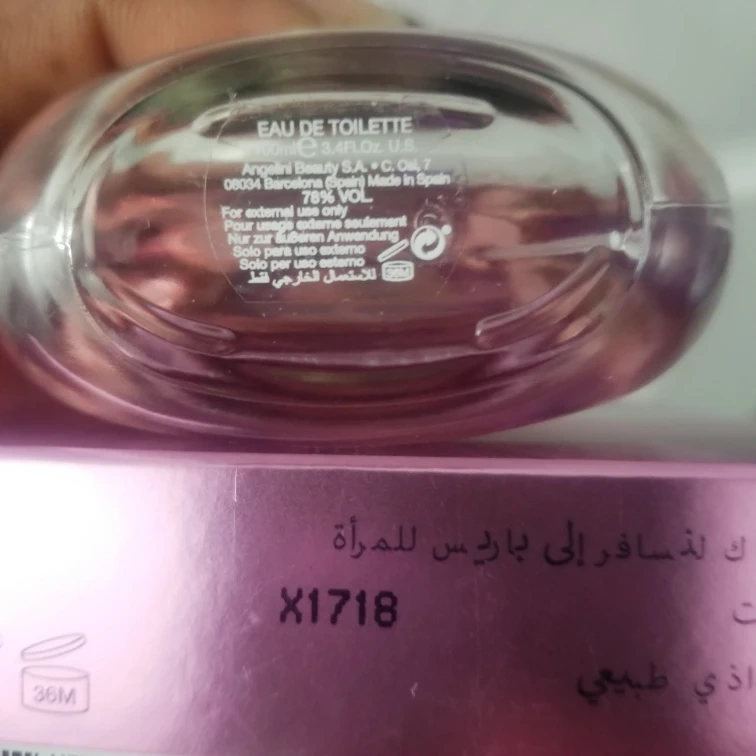 EAU DE TOILETTE
100ml e 3.4FL.Oz. U.S.
Angelini Beauty S.A. • C. Osi, 7
08034 Barcelona (Spain) Made in Spain
78% VOL
For external use only
Pour usage externe seulement
Nur zur äußeren Anwendung
Solo para uso externo
Solo per uso esterno
للاستعمال الخارجي فقط
36M
ك لنسافر إلى باريس للمرأة
X1718
طبيعي
36M